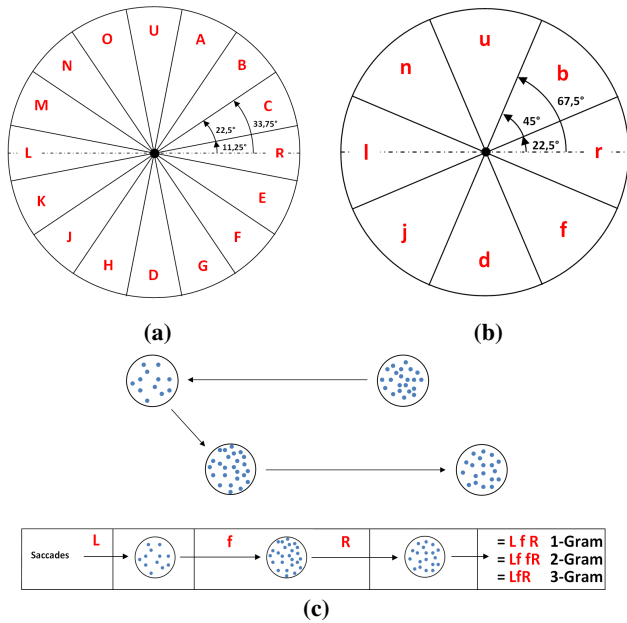 U
O A
N B
M C
33,75°
22,5°
11,25°
L R
K E
J F
H G
D
(a)
u
n b
67,5°
45°
22,5°
l r
j f
d
(b)
Saccades L f R = L f R 1-Gram
= Lf fR 2-Gram
= LfR 3-Gram
(c)